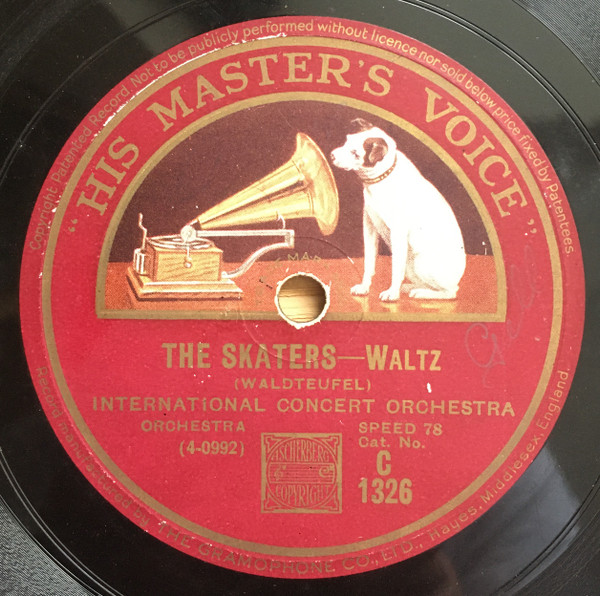 Copyright. Patented Record. Not to be publicly performed without licence nor sold below price fixed by Patentees.
"HIS MASTER'S VOICE"
THE SKATERS—WALTZ
(WALDTEUFEL)
INTERNATIONAL CONCERT ORCHESTRA
ORCHESTRA
SPEED 78
(4-0992)
Cat. No.
C
1326
ASCHERBERG
COPYRIGHT
Record manufactured by THE GRAMOPHONE CO., LTD., Hayes, Middlesex, England.